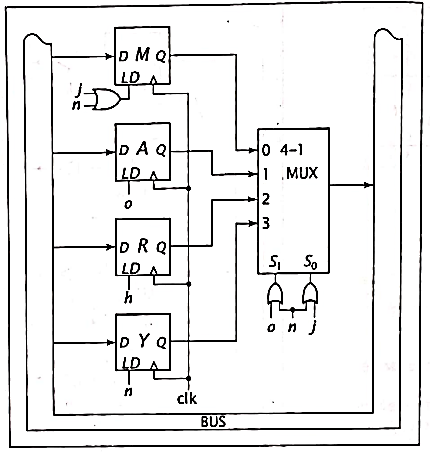 D M Q
LD
j
n
D A Q
LD
o
D R Q
LD
h
D Y Q
LD
n
clk
0 4-1
1 MUX
2
3
S1 S0
o n j
BUS